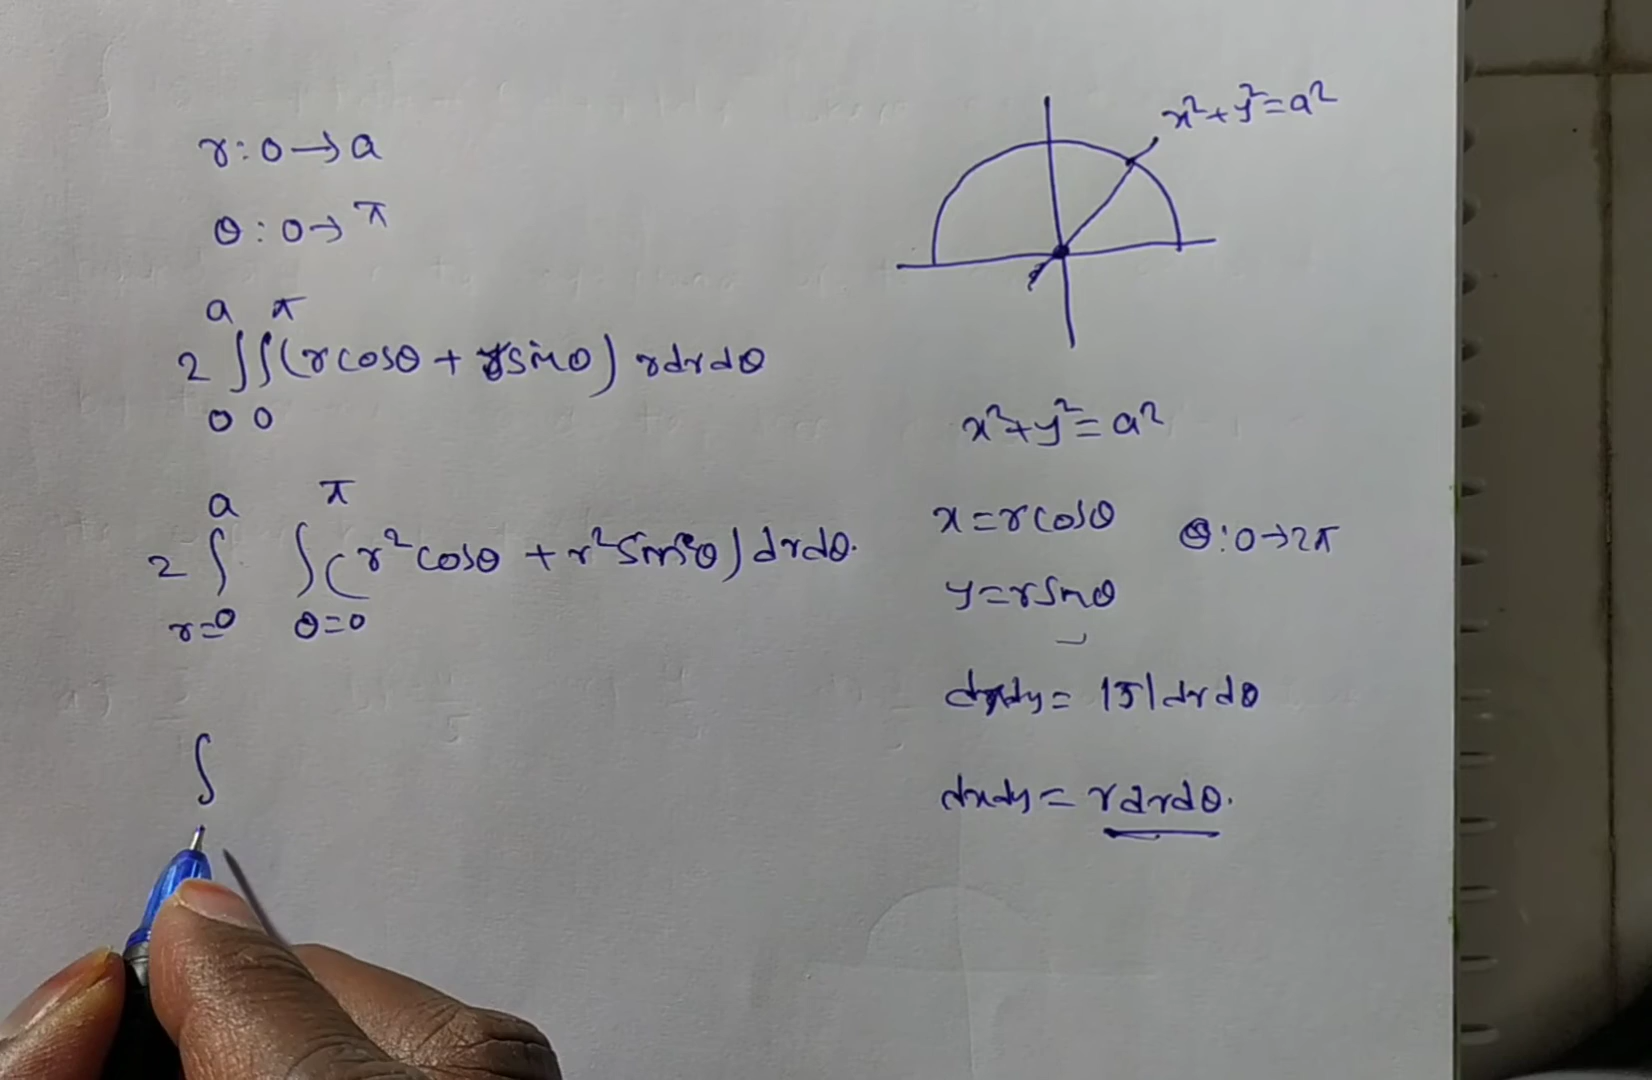 r:0→a
θ:0→π
a π
2 ∫∫(r cosθ + r sinθ) r dr dθ
0 0
a π
2 ∫ ∫(r² cosθ + r² sinθ) dr dθ.
r=0 θ=0
∫
x²+y²=a²
x²+y²=a²
x=r cosθ θ:0→2π
y=r sinθ
dxdy= |J| dr dθ
dxdy= r dr dθ.